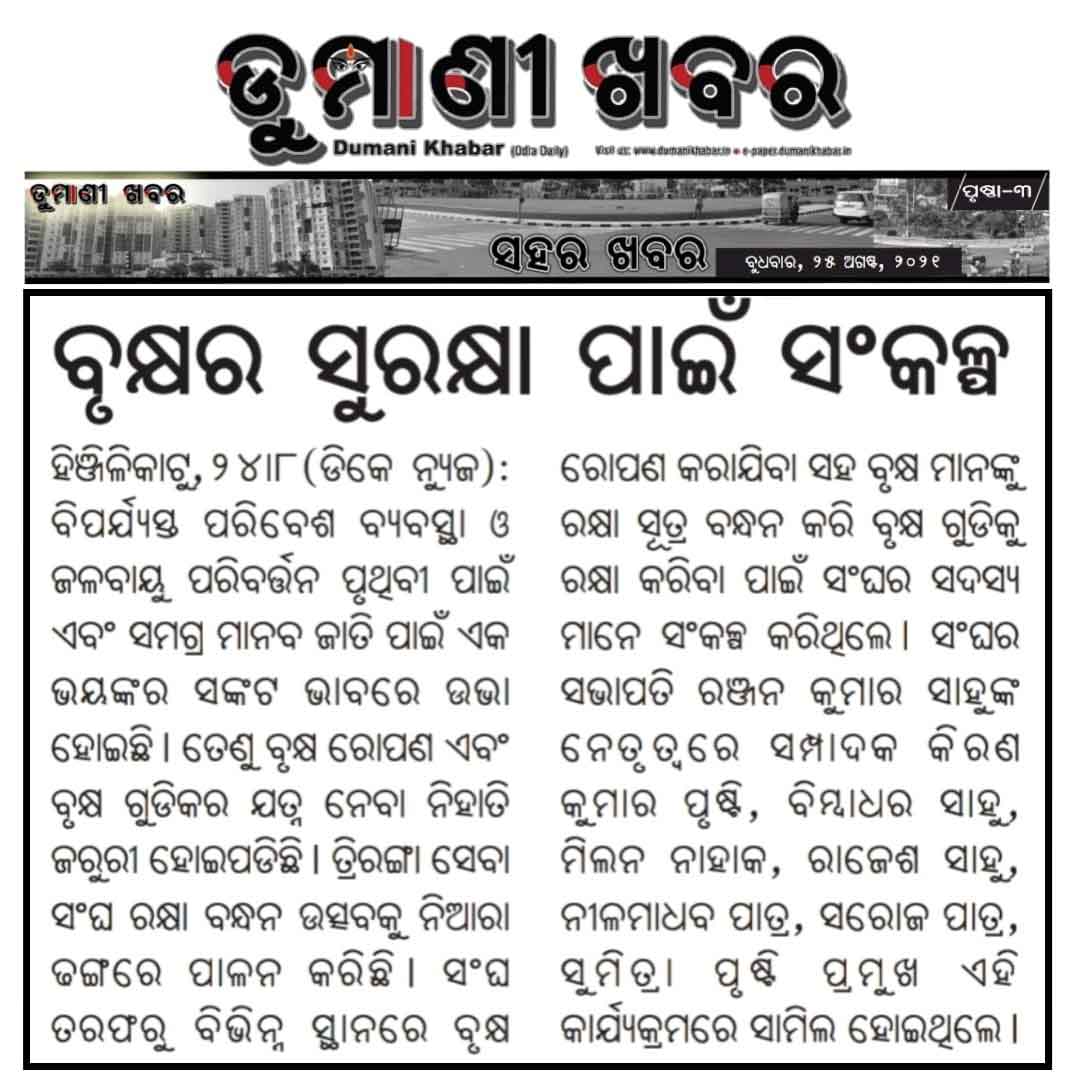 ଡୁମାଣୀ ଖବର
Dumani Khabar (Odia Daily) Visit us: www.dumanikhabar.in • e-paper.dumanikhabar.in
ଡୁମାଣୀ ଖବର
ପୃଷ୍ଠା-୩
ସହର ଖବର
ବୁଧବାର, ୨୫ ଅଗଷ୍ଟ, ୨୦୨୧
ବୃକ୍ଷର ସୁରକ୍ଷା ପାଇଁ ସଂକଳ୍ପ
ହିଞ୍ଜିଳିକାଟୁ, ୨୪।୮(ଡିକେ ନ୍ୟୁଜ):
ବିପର୍ଯ୍ୟସ୍ତ ପରିବେଶ ବ୍ୟବସ୍ଥା ଓ
ଜଳବାୟୁ ପରିବର୍ତ୍ତନ ପୃଥିବୀ ପାଇଁ
ଏବଂ ସମଗ୍ର ମାନବ ଜାତି ପାଇଁ ଏକ
ଭୟଙ୍କର ସଙ୍କଟ ଭାବରେ ଉଭା
ହୋଇଛି। ତେଣୁ ବୃକ୍ଷ ରୋପଣ ଏବଂ
ବୃକ୍ଷ ଗୁଡିକର ଯତ୍ନ ନେବା ନିହାତି
ଜରୁରୀ ହୋଇପଡିଛି। ତ୍ରିରଙ୍ଗା ସେବା
ସଂଘ ରକ୍ଷା ବନ୍ଧନ ଉତ୍ସବକୁ ନିଆରା
ଢଙ୍ଗରେ ପାଳନ କରିଛି। ସଂଘ
ତରଫରୁ ବିଭିନ୍ନ ସ୍ଥାନରେ ବୃକ୍ଷ
ରୋପଣ କରାଯିବା ସହ ବୃକ୍ଷ ମାନଙ୍କୁ
ରକ୍ଷା ସୂତ୍ର ବନ୍ଧନ କରି ବୃକ୍ଷ ଗୁଡିକୁ
ରକ୍ଷା କରିବା ପାଇଁ ସଂଘର ସଦସ୍ୟ
ମାନେ ସଂକଳ୍ପ କରିଥିଲେ। ସଂଘର
ସଭାପତି ରଞ୍ଜନ କୁମାର ସାହୁଙ୍କ
ନେତୃତ୍ୱରେ ସମ୍ପାଦକ କିରଣ
କୁମାର ପୃଷ୍ଟି, ବିମ୍ବାଧର ସାହୁ,
ମିଲନ ନାହାକ, ରାଜେଶ ସାହୁ,
ନୀଳମାଧବ ପାତ୍ର, ସରୋଜ ପାତ୍ର,
ସୁମିତ୍ରା ପୃଷ୍ଟି ପ୍ରମୁଖ ଏହି
କାର୍ଯ୍ୟକ୍ରମରେ ସାମିଲ ହୋଇଥିଲେ।